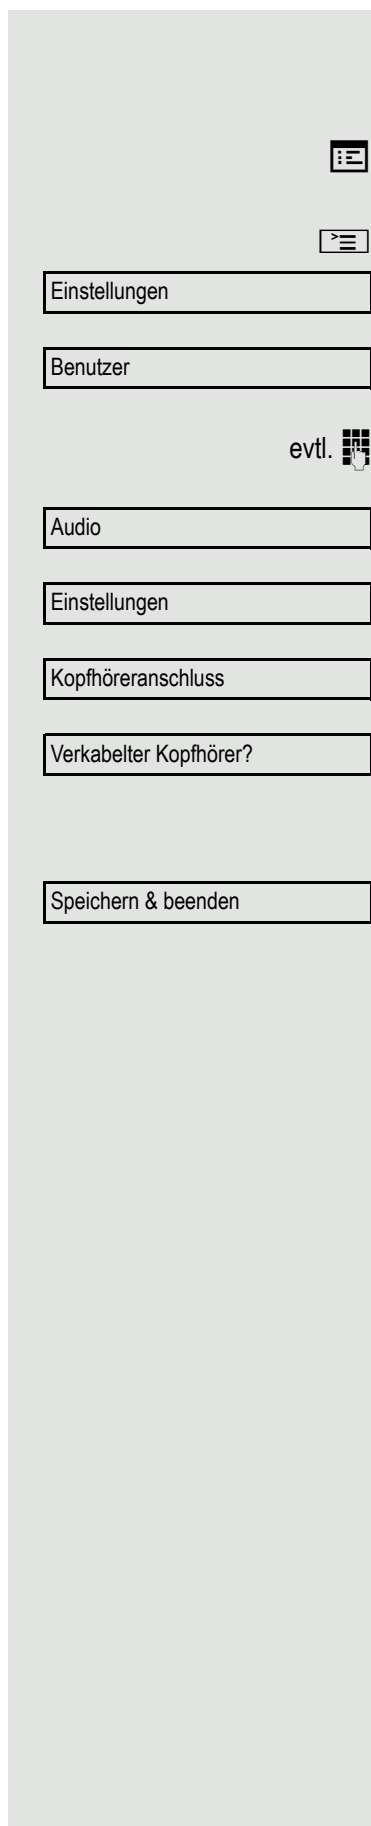 Einstellungen
Benutzer
evtl.
Audio
Einstellungen
Kopfhöreranschluss
Verkabelter Kopfhörer?
Speichern & beenden